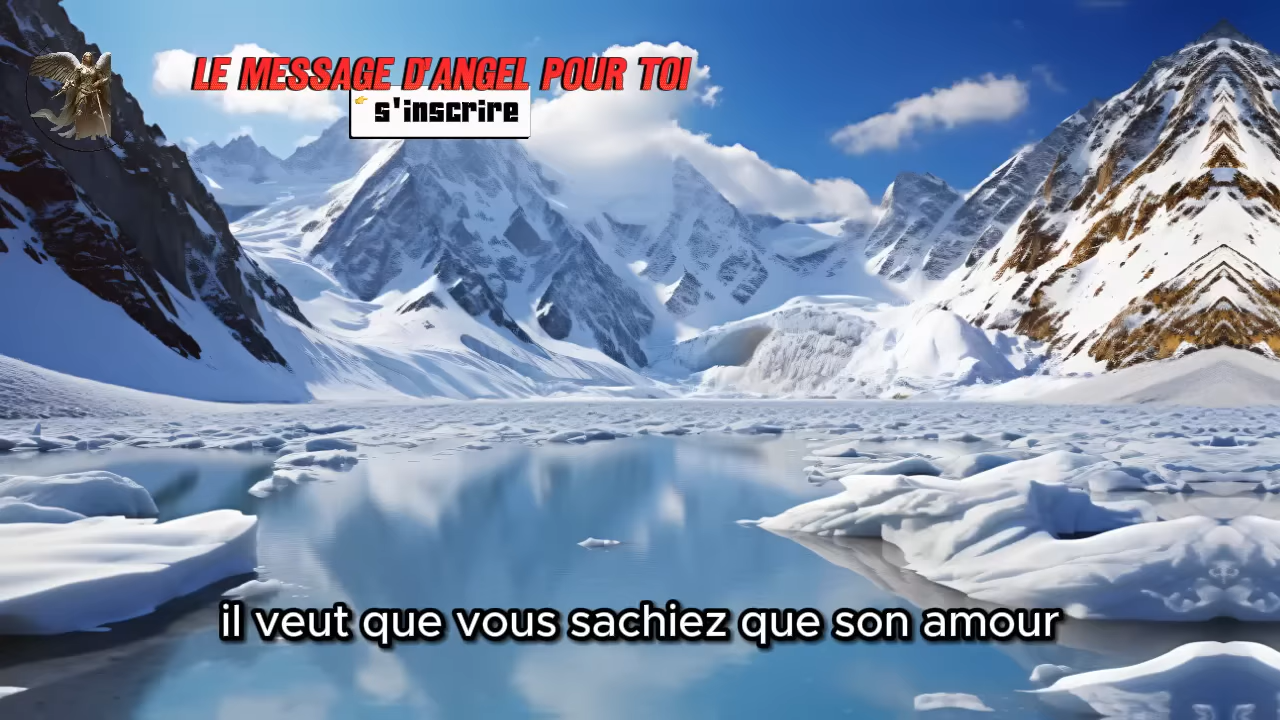 LE MESSAGE D'ANGEL POUR TOI
s'inscrire
il veut que vous sachiez que son amour